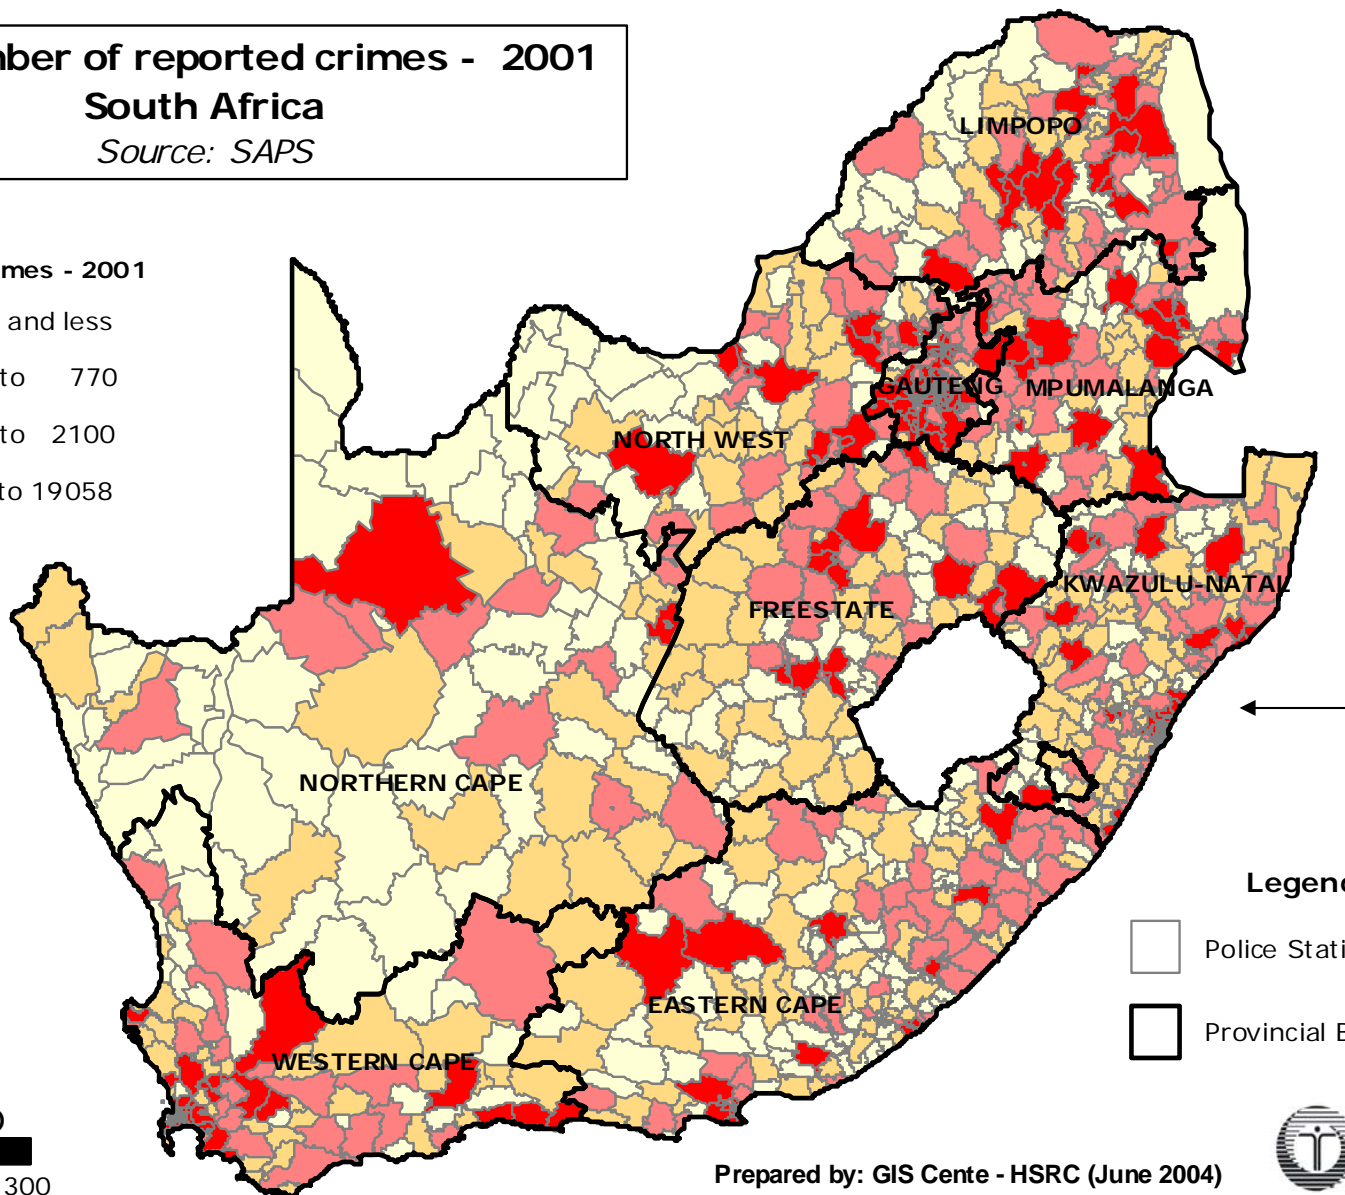 ber of reported crimes - 2001
South Africa
Source: SAPS
mes - 2001
and less
to 770
to 2100
to 19058
LIMPOPO
GAUTENG
MPUMALANGA
NORTH WEST
KWAZULU-NATAL
FREESTATE
NORTHERN CAPE
EASTERN CAPE
WESTERN CAPE
Legen
Police Stati
Provincial
300
Prepared by: GIS Cente - HSRC (June 2004)